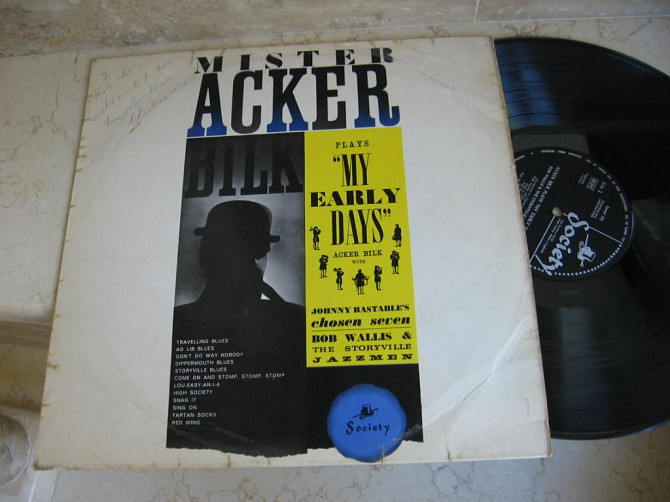 MISTER
ACKER
BILK
PLAYS
"MY
EARLY
DAYS"
ACKER BILK
WITH
JOHNNY BASTABLE'S
chosen seven
BOB WALLIS &
THE STORYVILLE
JAZZMEN
TRAVELLING BLUES
AD LIB BLUES
DON'T GO WAY NOBODY
DIPPERMOUTH BLUES
STORYVILLE BLUES
COME ON AND STOMP, STOMP, STOMP
LOU-EASY-AN-I-A
HIGH SOCIETY
SNAG IT
SING ON
TARTAN SOCKS
RED WING
Society
Society